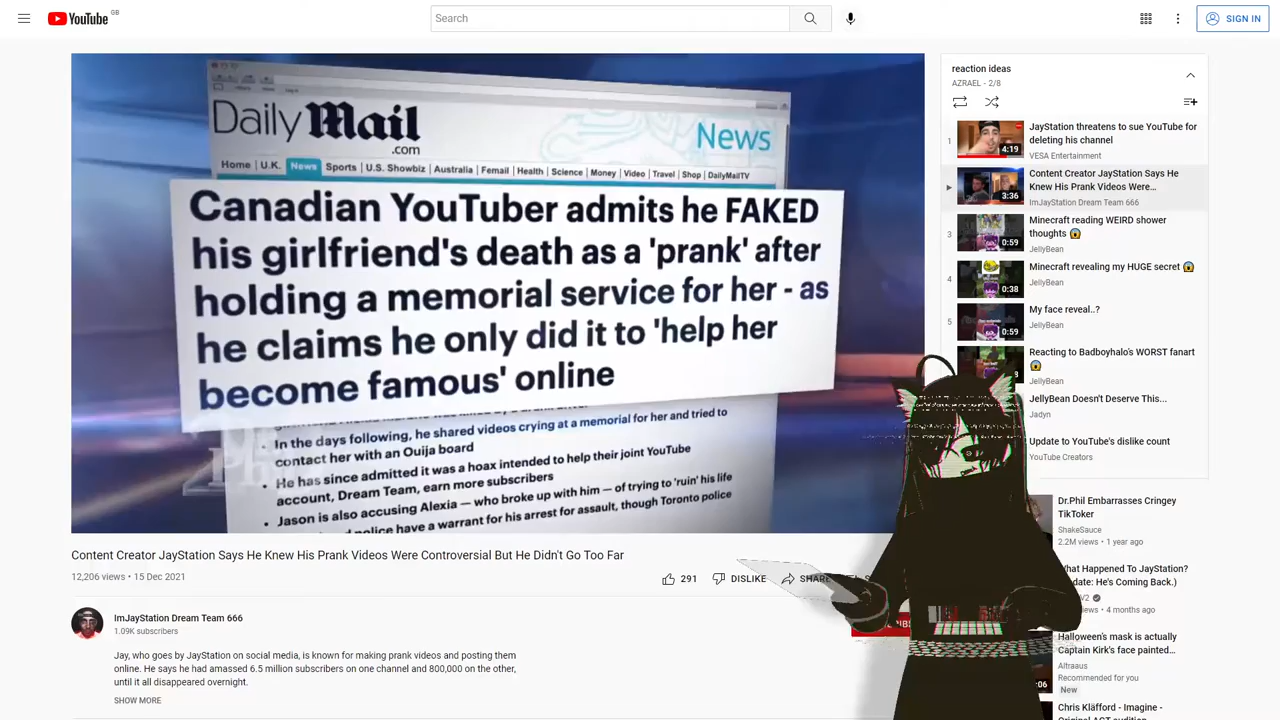 YouTube GB
Search
SIGN IN
Daily Mail
.com
News
Home U.K. News Sports U.S. Showbiz Australia Femail Health Science Money Video Travel Shop DailyMailTV
Canadian YouTuber admits he FAKED
his girlfriend's death as a 'prank' after
holding a memorial service for her - as
he claims he only did it to 'help her
become famous' online
In the days following, he shared videos crying at a memorial for her and tried to
contact her with an Ouija board
He has since admitted it was a hoax intended to help their joint YouTube
account, Dream Team, earn more subscribers
Jason is also accusing Alexia — who broke up with him — of trying to 'ruin' his life
police have a warrant for his arrest for assault, though Toronto police
Content Creator JayStation Says He Knew His Prank Videos Were Controversial But He Didn't Go Too Far
12,206 views • 15 Dec 2021
291
DISLIKE
SHARE
ImJayStation Dream Team 666
1.09K subscribers
Jay, who goes by JayStation on social media, is known for making prank videos and posting them
online. He says he had amassed 6.5 million subscribers on one channel and 800,000 on the other,
until it all disappeared overnight.
SHOW MORE
reaction ideas
AZRAEL - 2/8
1
4:19
JayStation threatens to sue YouTube for
deleting his channel
VESA Entertainment
3:36
Content Creator JayStation Says He
Knew His Prank Videos Were...
ImJayStation Dream Team 666
3
0:59
Minecraft reading WEIRD shower
thoughts 😱
JellyBean
4
0:38
Minecraft revealing my HUGE secret 😱
JellyBean
5
0:59
My face reveal..?
JellyBean
Reacting to Badboyhalo's WORST fanart
😱
JellyBean
JellyBean Doesn't Deserve This...
Jadyn
Update to YouTube's dislike count
YouTube Creators
Dr.Phil Embarrasses Cringey
TikToker
ShakeSauce
2.2M views • 1 year ago
What Happened To JayStation?
date: He's Coming Back.)
views • 4 months ago
Halloween's mask is actually
Captain Kirk's face painted...
Altraaus
Recommended for you
New
Chris Kläfford - Imagine -
Original AGT audition